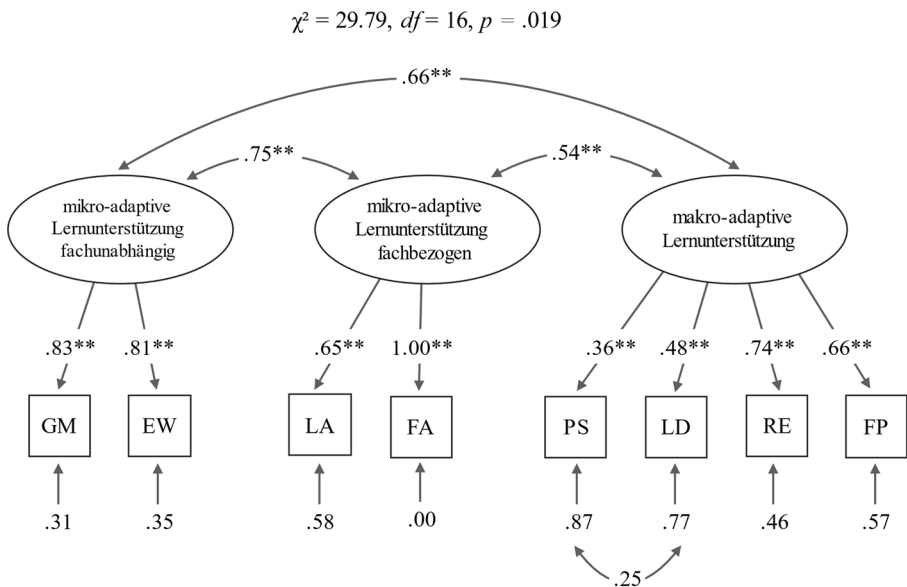 χ² = 29.79, df = 16, p = .019
.66**
.75**
.54**
mikro-adaptive
Lernunterstützung
fachunabhängig
mikro-adaptive
Lernunterstützung
fachbezogen
makro-adaptive
Lernunterstützung
.83** .81** .65** 1.00** .36** .48** .74** .66**
GM EW LA FA PS LD RE FP
.31 .35 .58 .00 .87 .77 .46 .57
.25